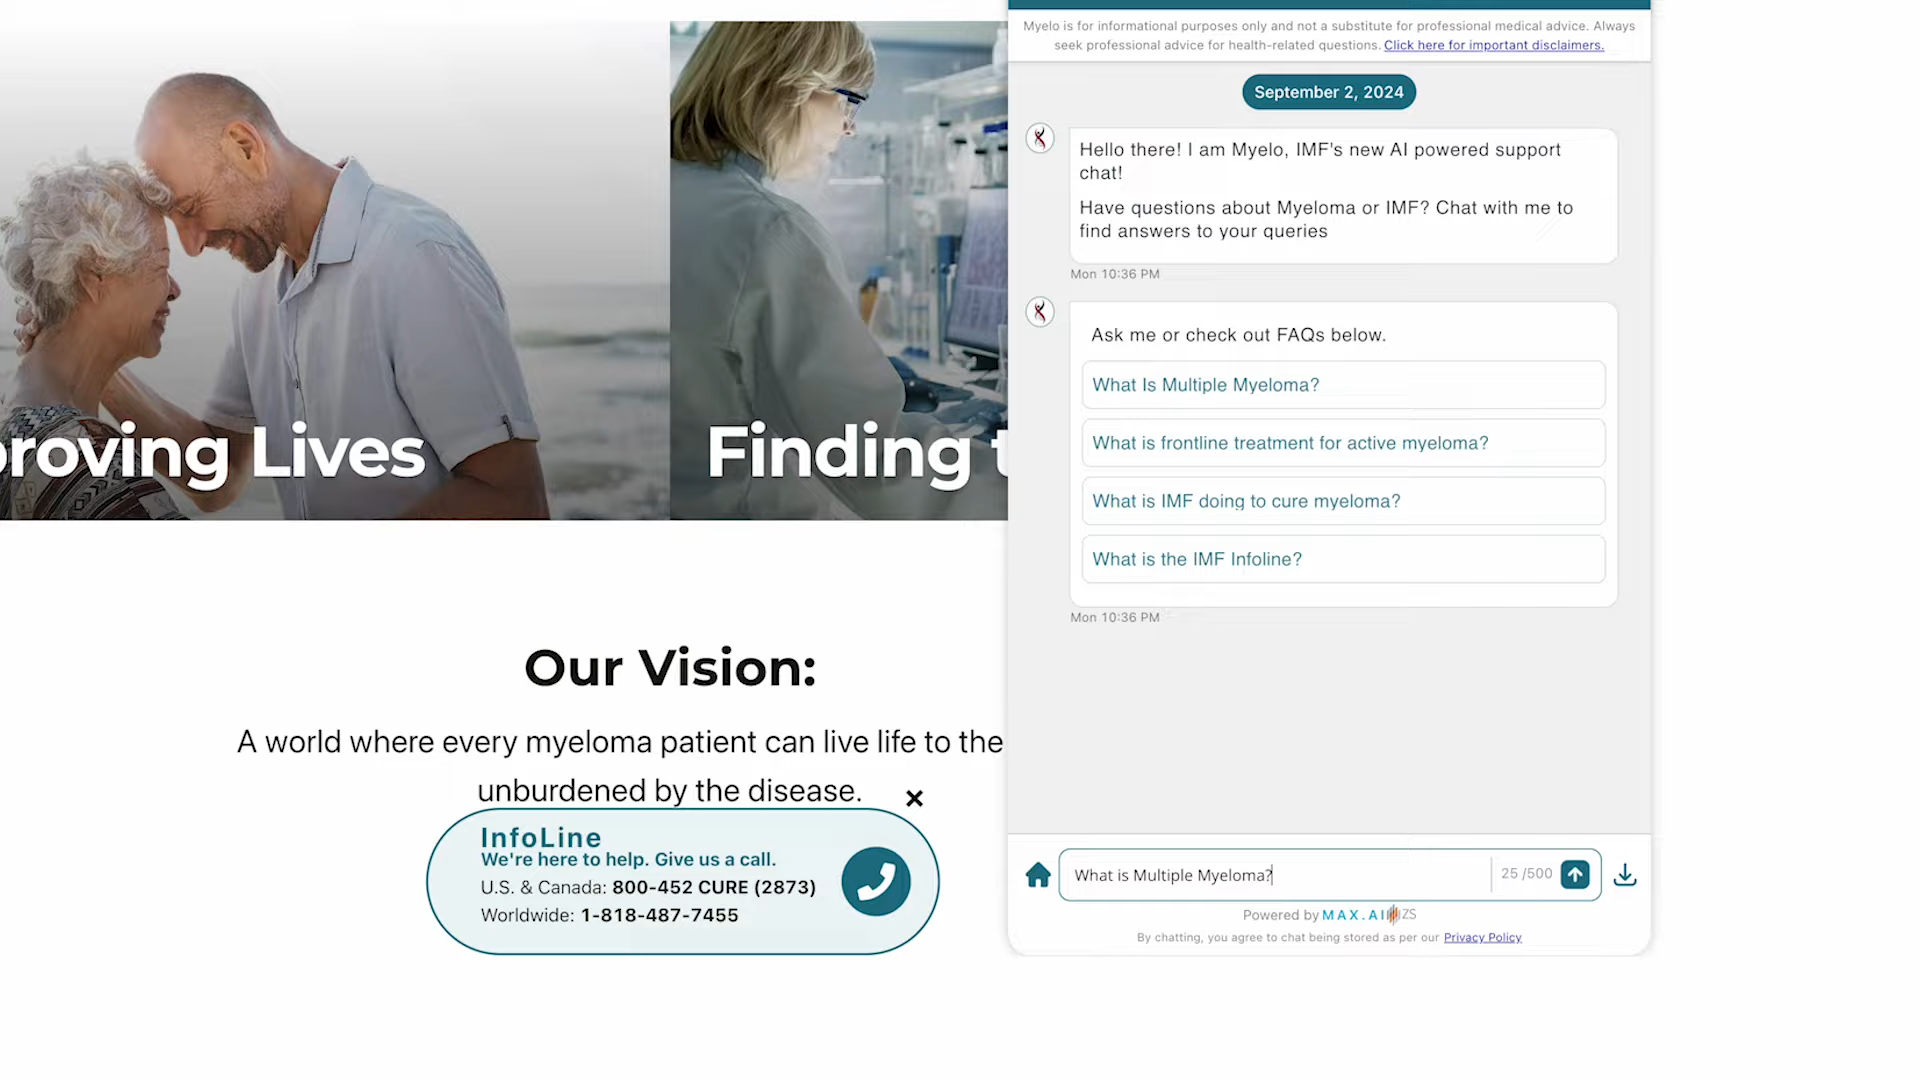 proving Lives
Finding t
Our Vision:
A world where every myeloma patient can live life to the
unburdened by the disease.
InfoLine
We're here to help. Give us a call.
U.S. & Canada: 800-452 CURE (2873)
Worldwide: 1-818-487-7455
Myelo is for informational purposes only and not a substitute for professional medical advice. Always
seek professional advice for health-related questions. Click here for important disclaimers.
September 2, 2024
Hello there! I am Myelo, IMF's new AI powered support
chat!
Have questions about Myeloma or IMF? Chat with me to
find answers to your queries
Mon 10:36 PM
Ask me or check out FAQs below.
What Is Multiple Myeloma?
What is frontline treatment for active myeloma?
What is IMF doing to cure myeloma?
What is the IMF Infoline?
Mon 10:36 PM
What is Multiple Myeloma?
25 /500
Powered by MAX.AI ZS
By chatting, you agree to chat being stored as per our Privacy Policy